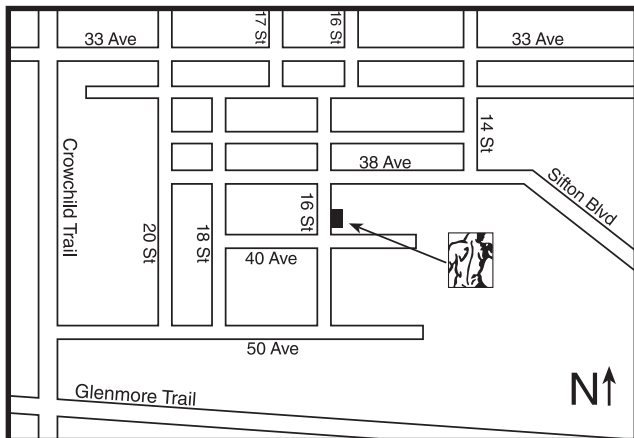 17 St
16 St
33 Ave
33 Ave
14 St
38 Ave
Crowchild Trail
Sifton Blvd
16 St
20 St
18 St
40 Ave
50 Ave
Glenmore Trail
N